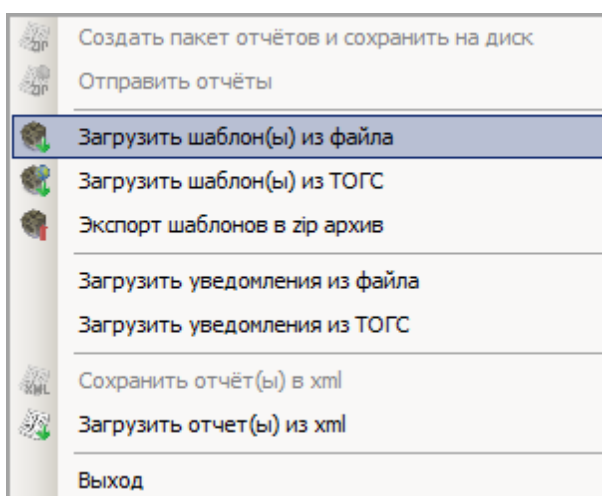 Создать пакет отчётов и сохранить на диск
Отправить отчёты
Загрузить шаблон(ы) из файла
Загрузить шаблон(ы) из ТОГС
Экспорт шаблонов в zip архив
Загрузить уведомления из файла
Загрузить уведомления из ТОГС
Сохранить отчёт(ы) в xml
Загрузить отчет(ы) из xml
Выход